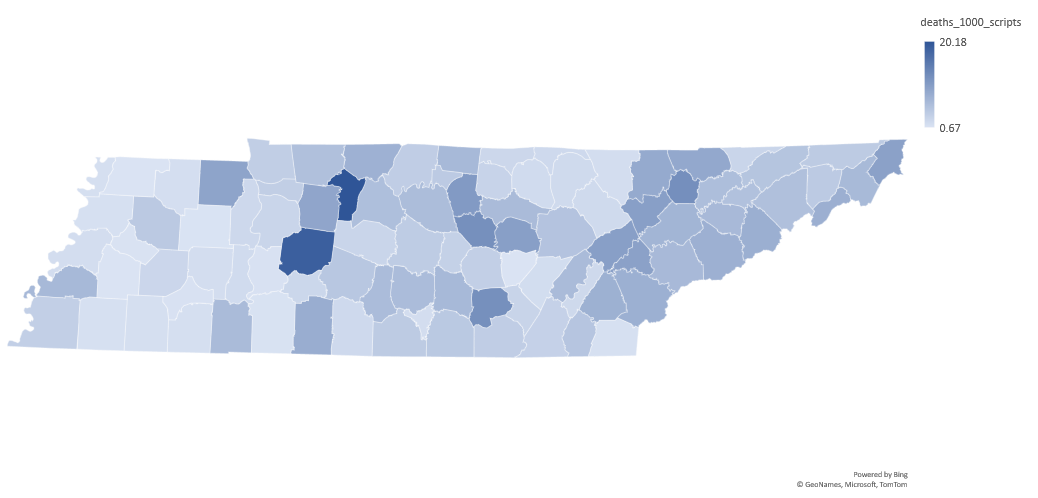 deaths_1000_scripts
20.18
0.67
Powered by Bing
© GeoNames, Microsoft, TomTom